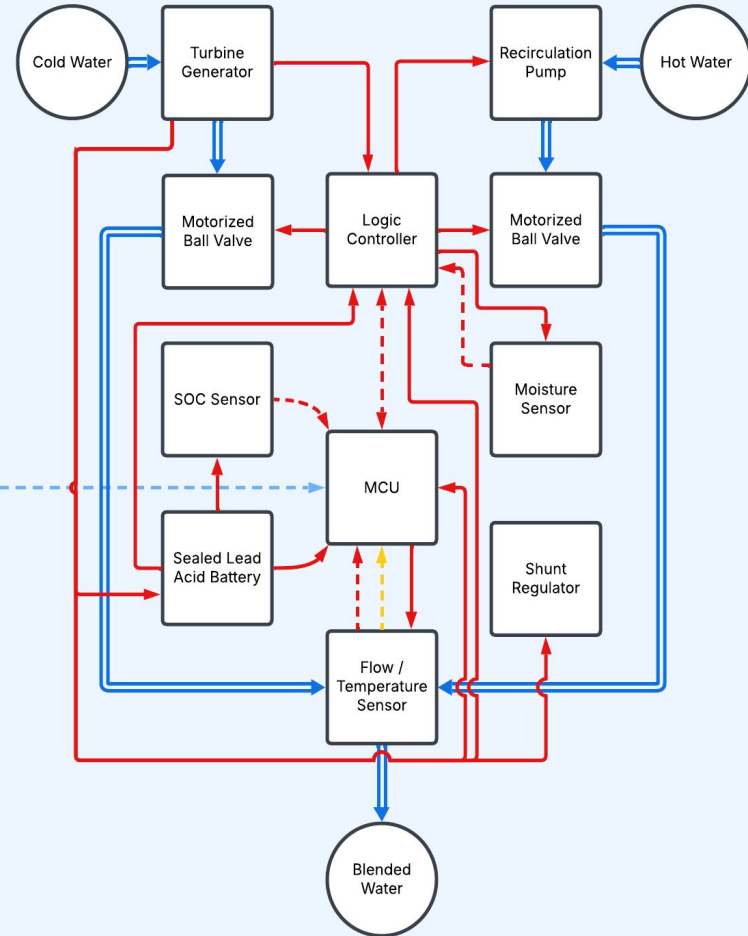 Cold Water
Turbine
Generator
Recirculation
Pump
Hot Water
Motorized
Ball Valve
Logic
Controller
Motorized
Ball Valve
SOC Sensor
Moisture
Sensor
MCU
Sealed Lead
Acid Battery
Shunt
Regulator
Flow /
Temperature
Sensor
Blended
Water